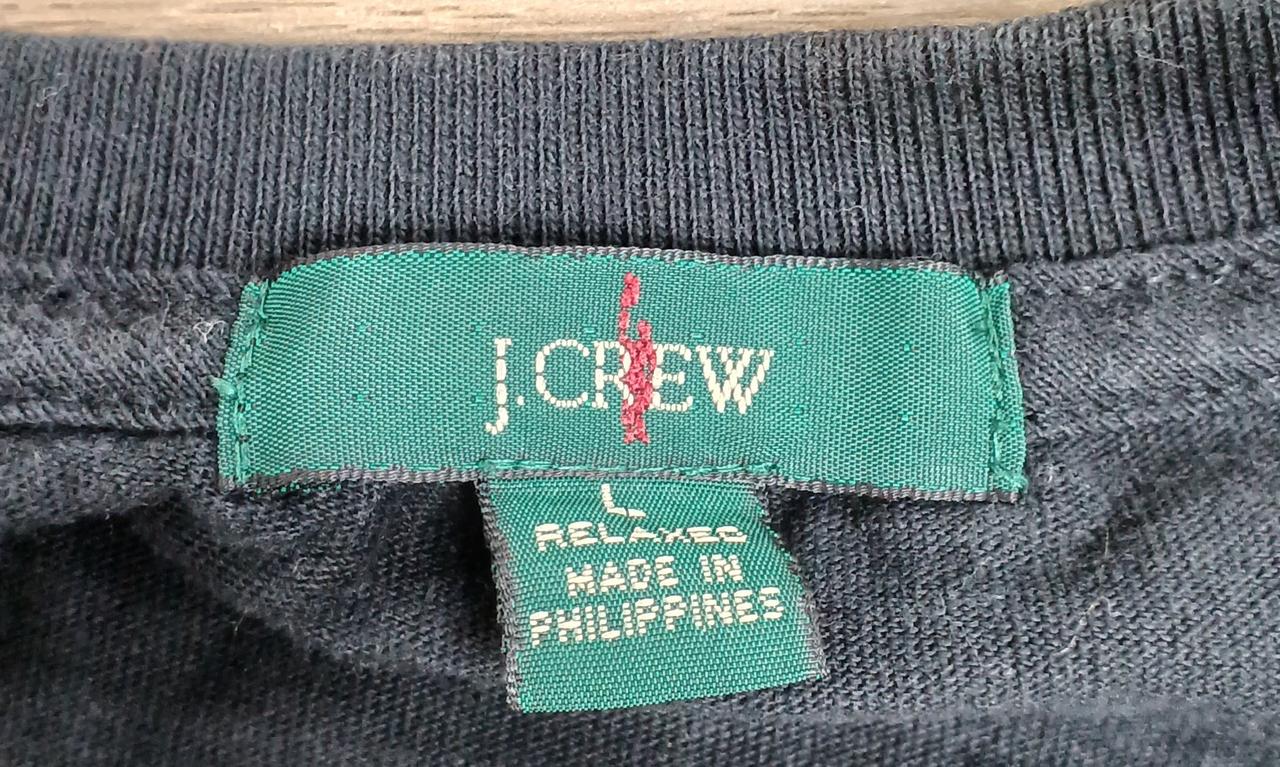 J.CREW
L
RELAXED
MADE IN
PHILIPPINES